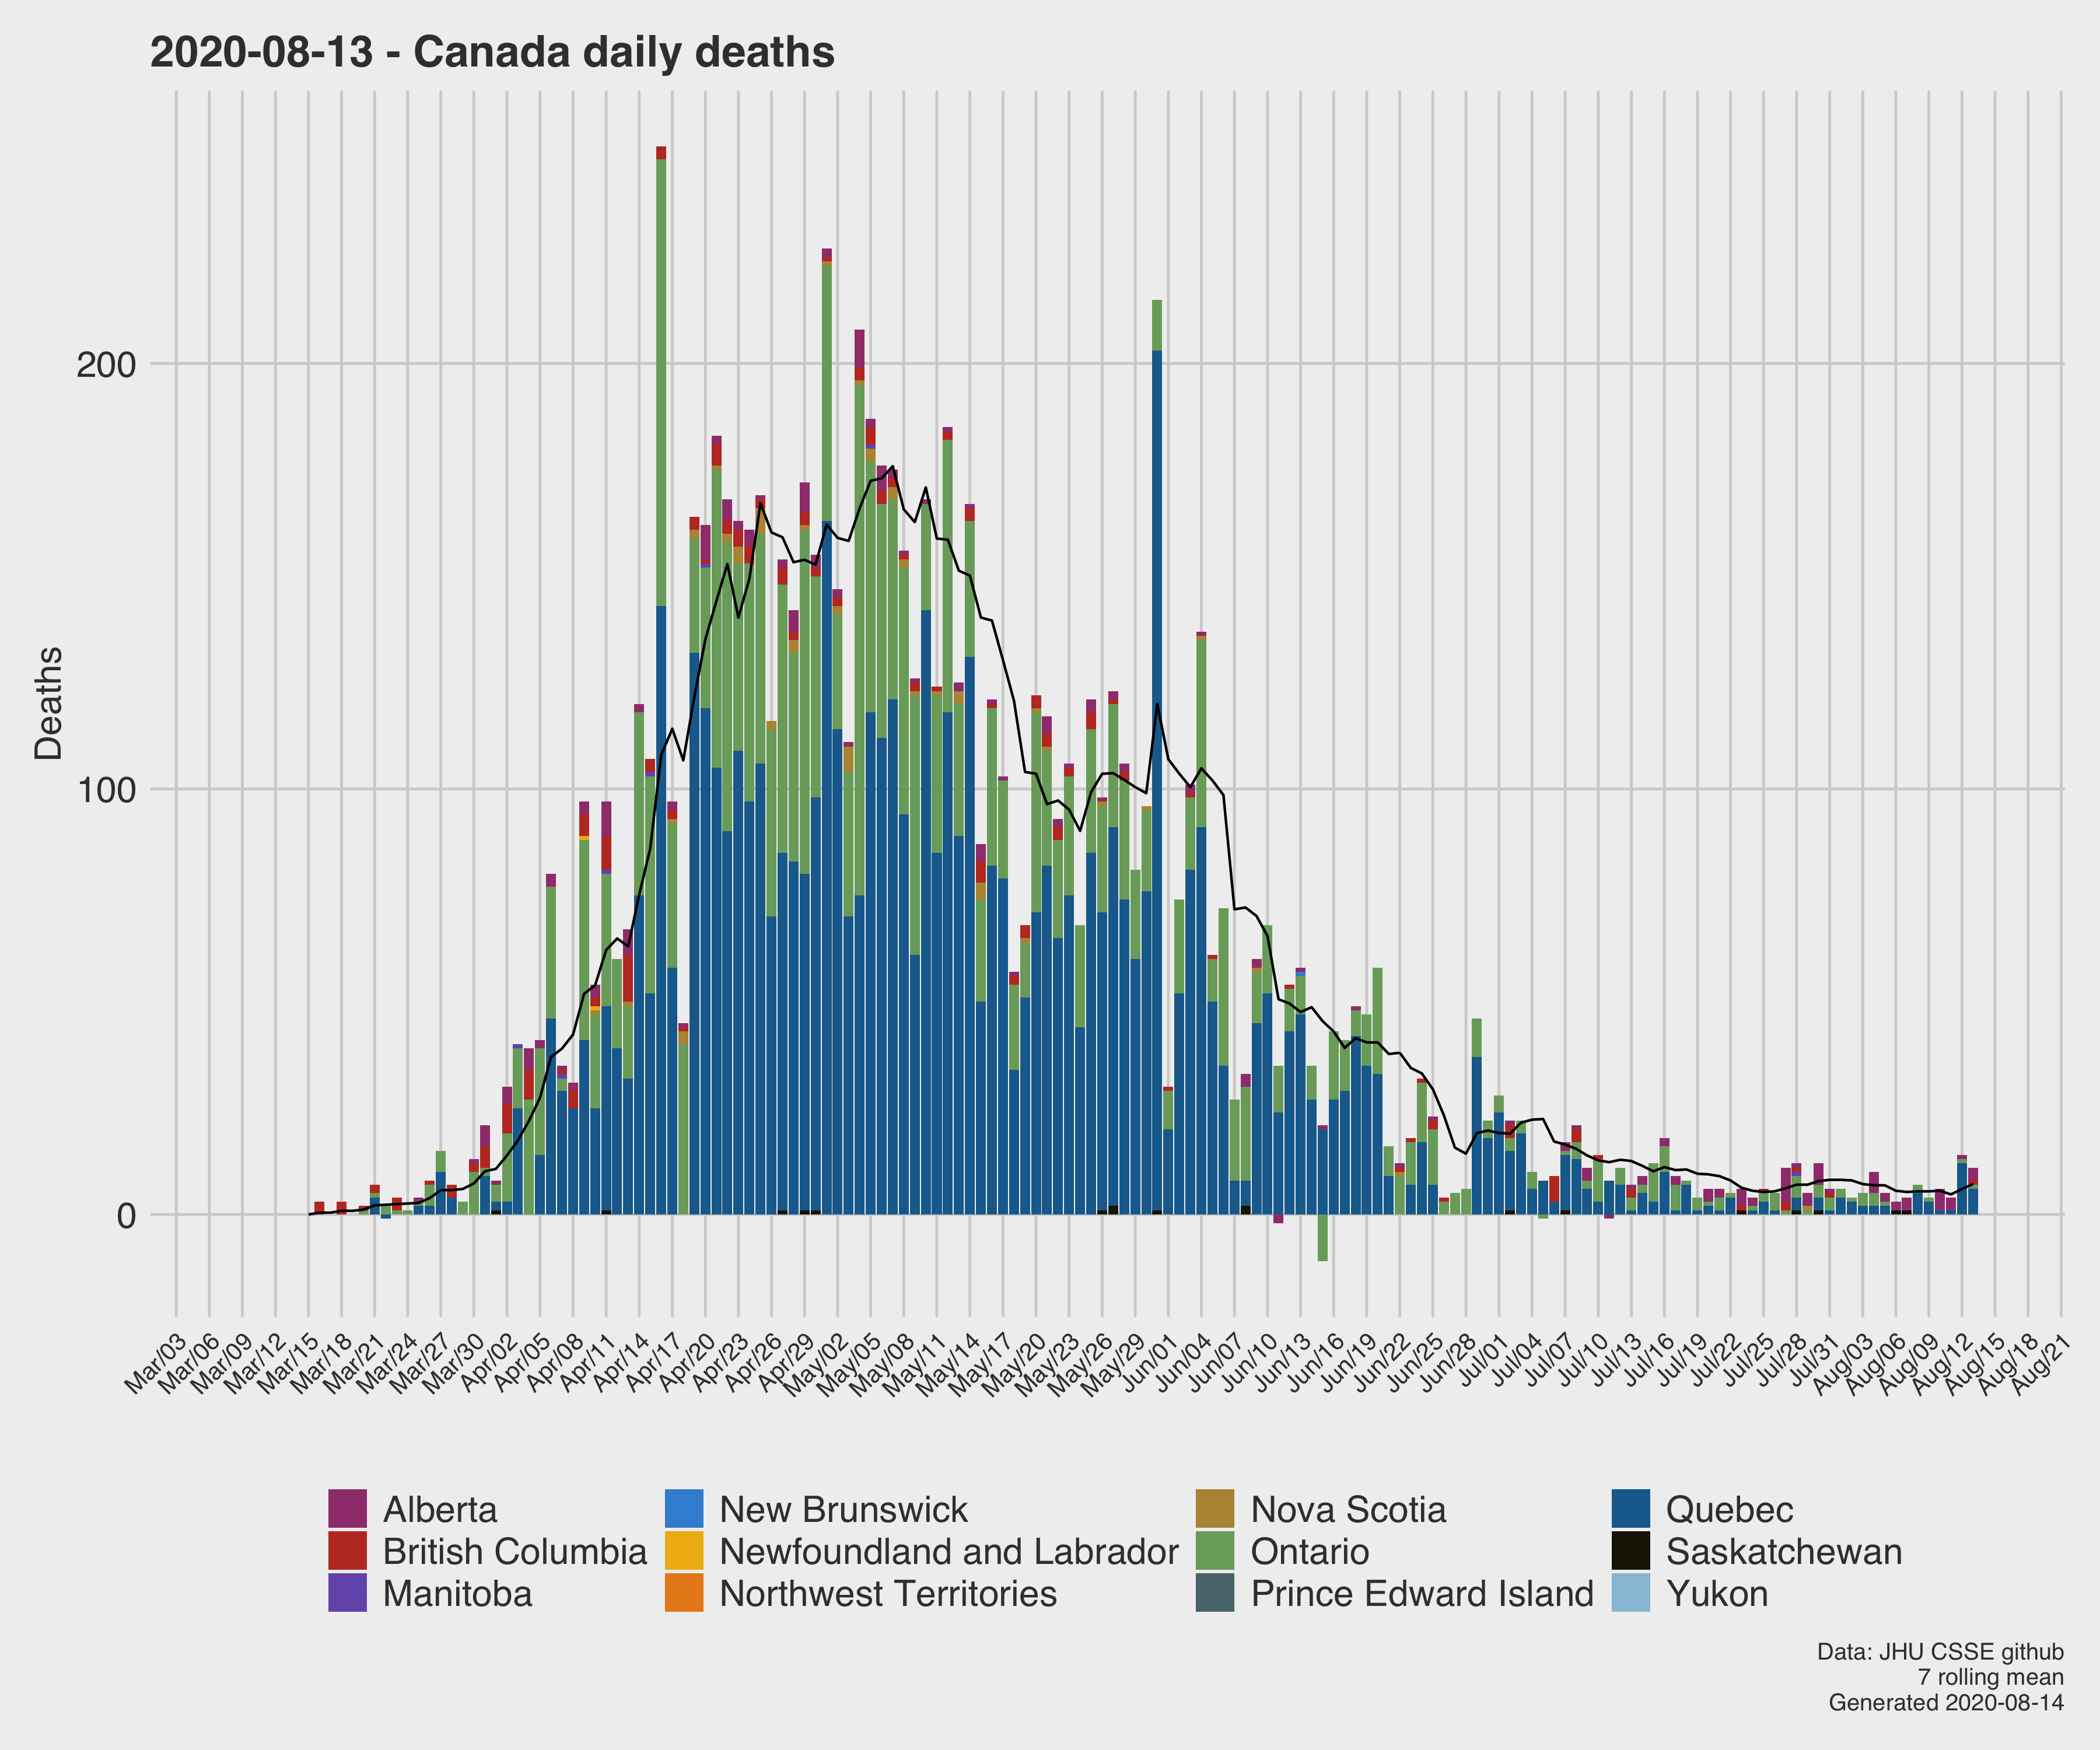 2020-08-13 - Canada daily deaths
Deaths
200
100
0
Mar/03 Mar/06 Mar/09 Mar/12 Mar/15 Mar/18 Mar/21 Mar/24 Mar/27 Mar/30 Apr/02 Apr/05 Apr/08 Apr/11 Apr/14 Apr/17 Apr/20 Apr/23 Apr/26 Apr/29 May/02 May/05 May/08 May/11 May/14 May/17 May/20 May/23 May/26 May/29 Jun/01 Jun/04 Jun/07 Jun/10 Jun/13 Jun/16 Jun/19 Jun/22 Jun/25 Jun/28 Jul/01 Jul/04 Jul/07 Jul/10 Jul/13 Jul/16 Jul/19 Jul/22 Jul/25 Jul/28 Jul/31 Aug/03 Aug/06 Aug/09 Aug/12 Aug/15 Aug/18 Aug/21
Alberta New Brunswick Nova Scotia Quebec
British Columbia Newfoundland and Labrador Ontario Saskatchewan
Manitoba Northwest Territories Prince Edward Island Yukon
Data: JHU CSSE github
7 rolling mean
Generated 2020-08-14